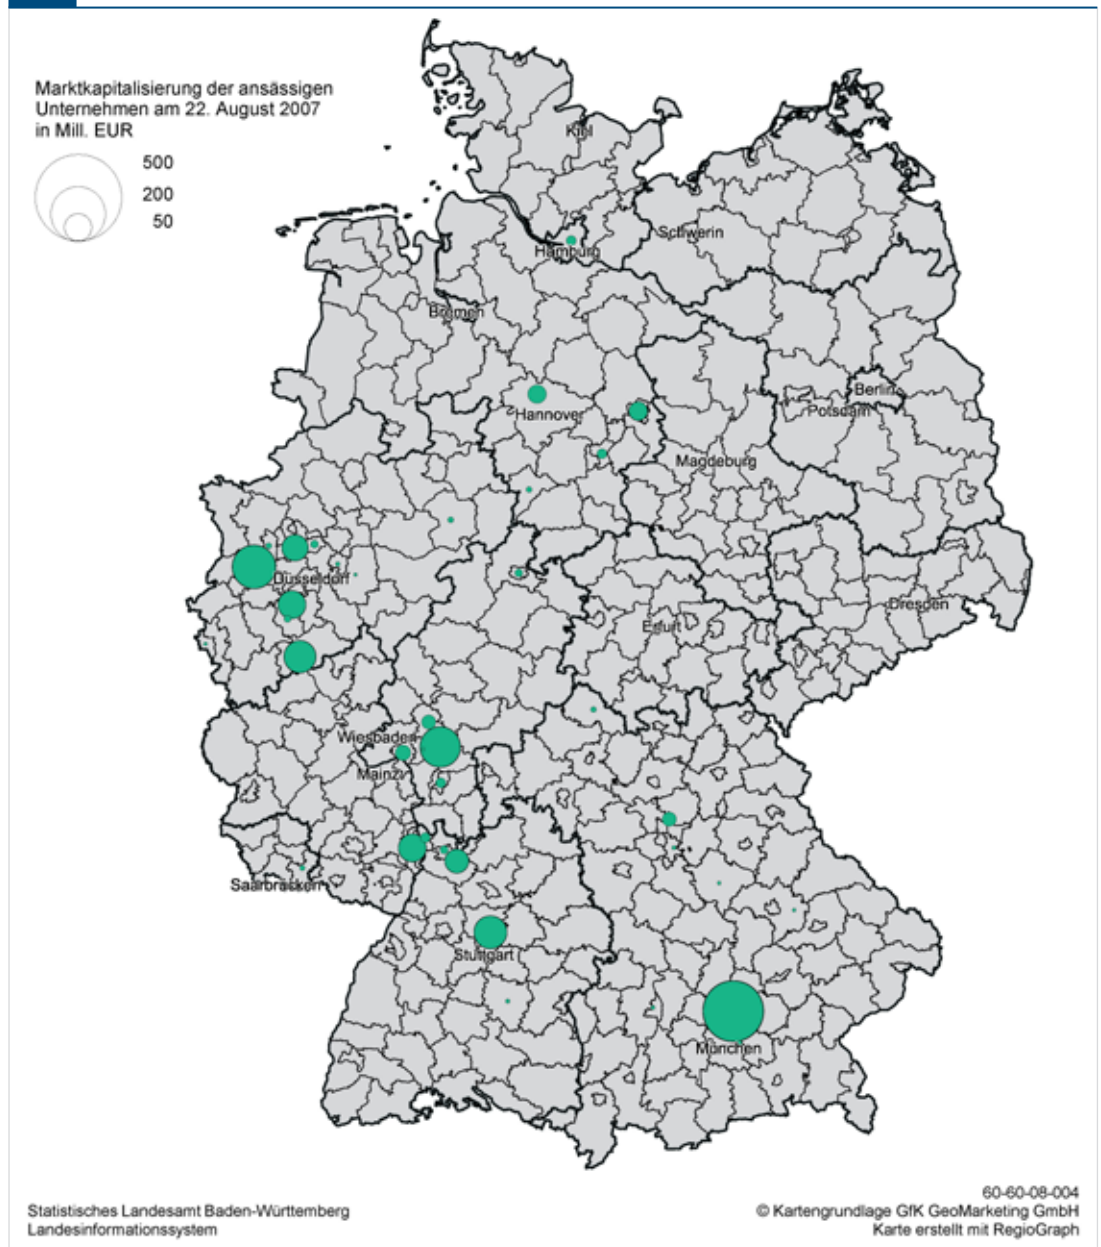 Marktkapitalisierung der ansässigen
Unternehmen am 22. August 2007
in Mill. EUR
500
200
50
Kiel
Schwerin
Hamburg
Bremen
Berlin
Potsdam
Hannover
Magdeburg
Düsseldorf
Dresden
Erfurt
Wiesbaden
Mainz
Saarbrücken
Stuttgart
München
60-60-08-004
Statistisches Landesamt Baden-Württemberg
© Kartengrundlage GfK GeoMarketing GmbH
Landesinformationssystem
Karte erstellt mit RegioGraph